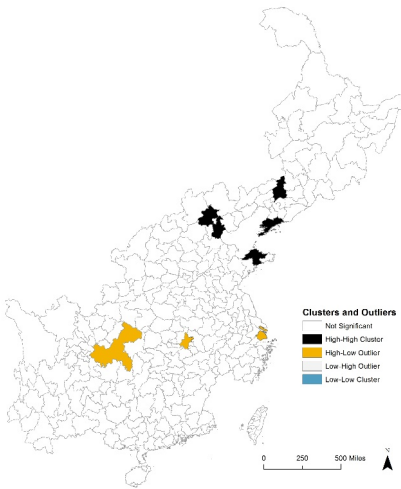 Clusters and Outliers
Not Significant
High-High Cluster
High-Low Outlier
Low-High Outlier
Low-Low Cluster
0 250 500 Miles